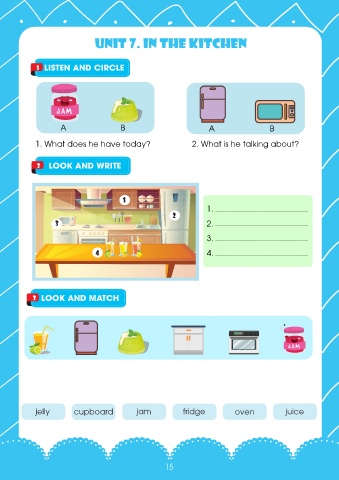 UNIT 7. IN THE KITCHEN
1 LISTEN AND CIRCLE
JAM
A B A B
1. What does he have today? 2. What is he talking about?
2 LOOK AND WRITE
1
2
3
4
1.
2.
3.
4.
3 LOOK AND MATCH
JAM
jelly cupboard jam fridge oven juice
15